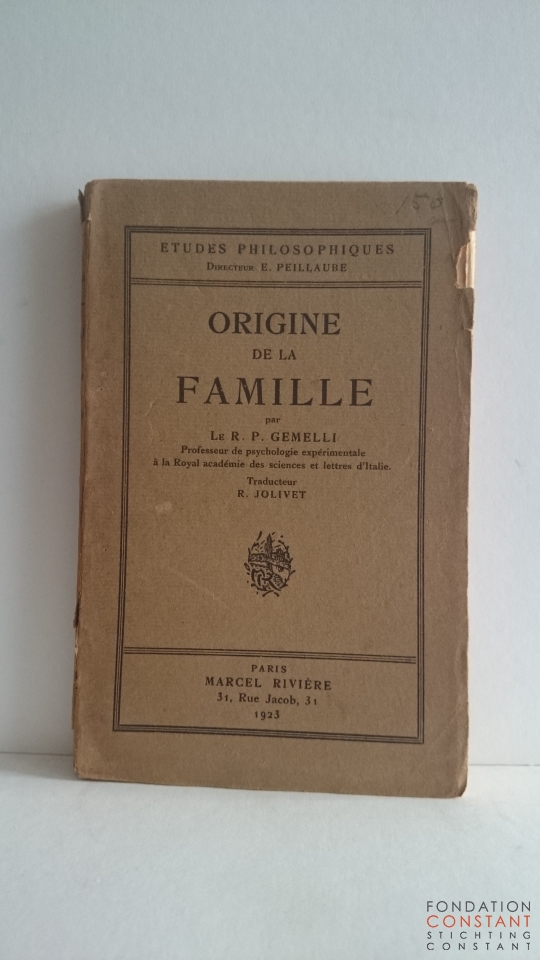 150
ETUDES PHILOSOPHIQUES
DIRECTEUR E. PEILLAUBE
ORIGINE
DE LA
FAMILLE
par
LE R. P. GEMELLI
Professeur de psychologie expérimentale
à la Royal académie des sciences et lettres d'Italie.
Traducteur
R. JOLIVET
PARIS
MARCEL RIVIÈRE
31, Rue Jacob, 31
1923
FONDATION
CONSTANT
STICHTING
CONSTANT